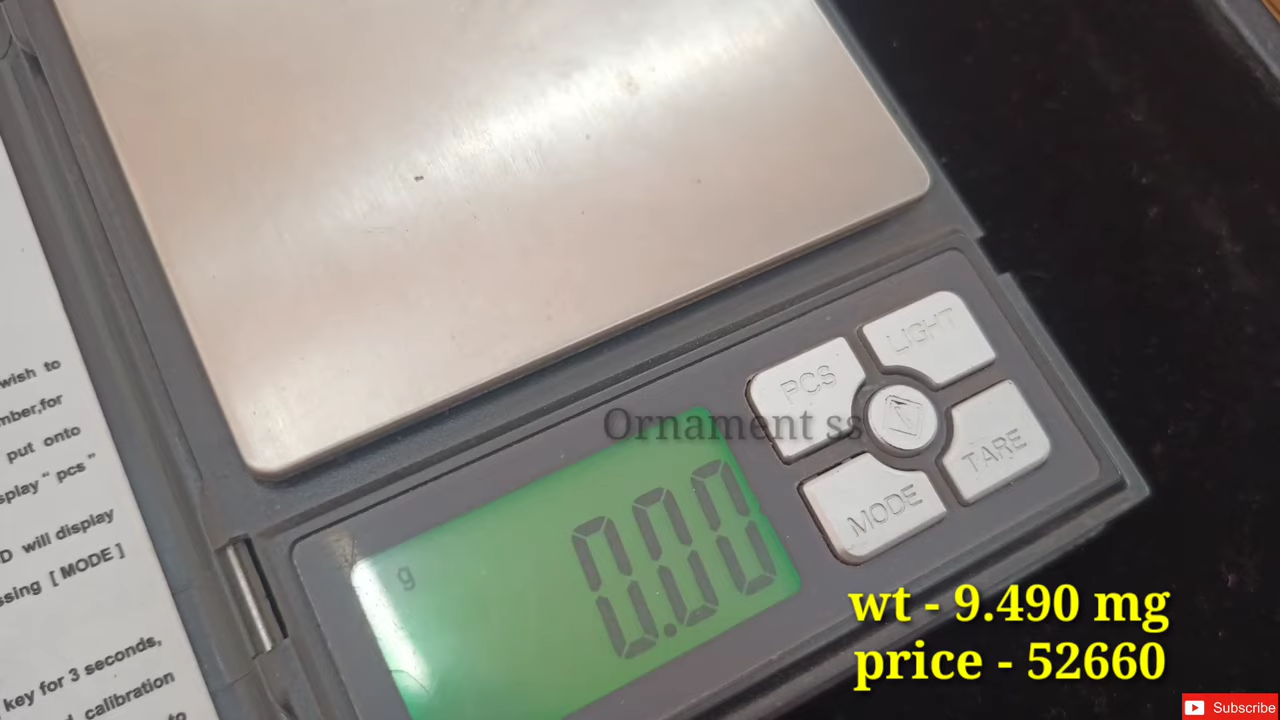 wish to
mber,for
put onto
splay " pcs "
D will display
ssing [ MODE ]
key for 3 seconds,
calibration
to
LIGHT
PCS
TARE
MODE
Ornament ss
g
0.00
wt - 9.490 mg
price - 52660
Subscribe